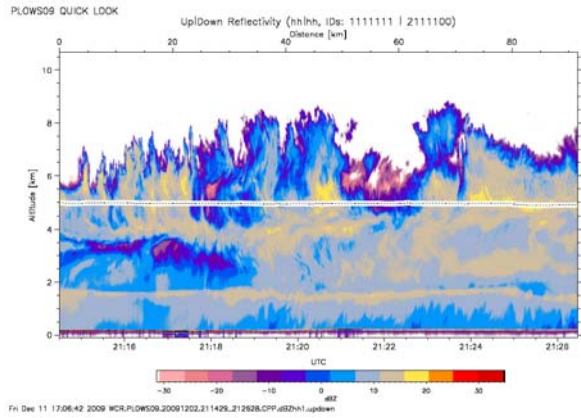 PLOWS09 QUICK LOOK
Up|Down Reflectivity (hh|hh, IDs: 1111111 | 2111100)
Distance [km]
0 20 40 60 80
10
8
6
4
2
0
Altitude [km]
21:16 21:18 21:20 21:22 21:24 21:26
UTC
-30 -20 -10 0 10 20 30
dBZ
Fri Dec 11 17:06:42 2009 WCR.PLOWS09.20091202.211429_212628.CPP.dBZhh1.updown